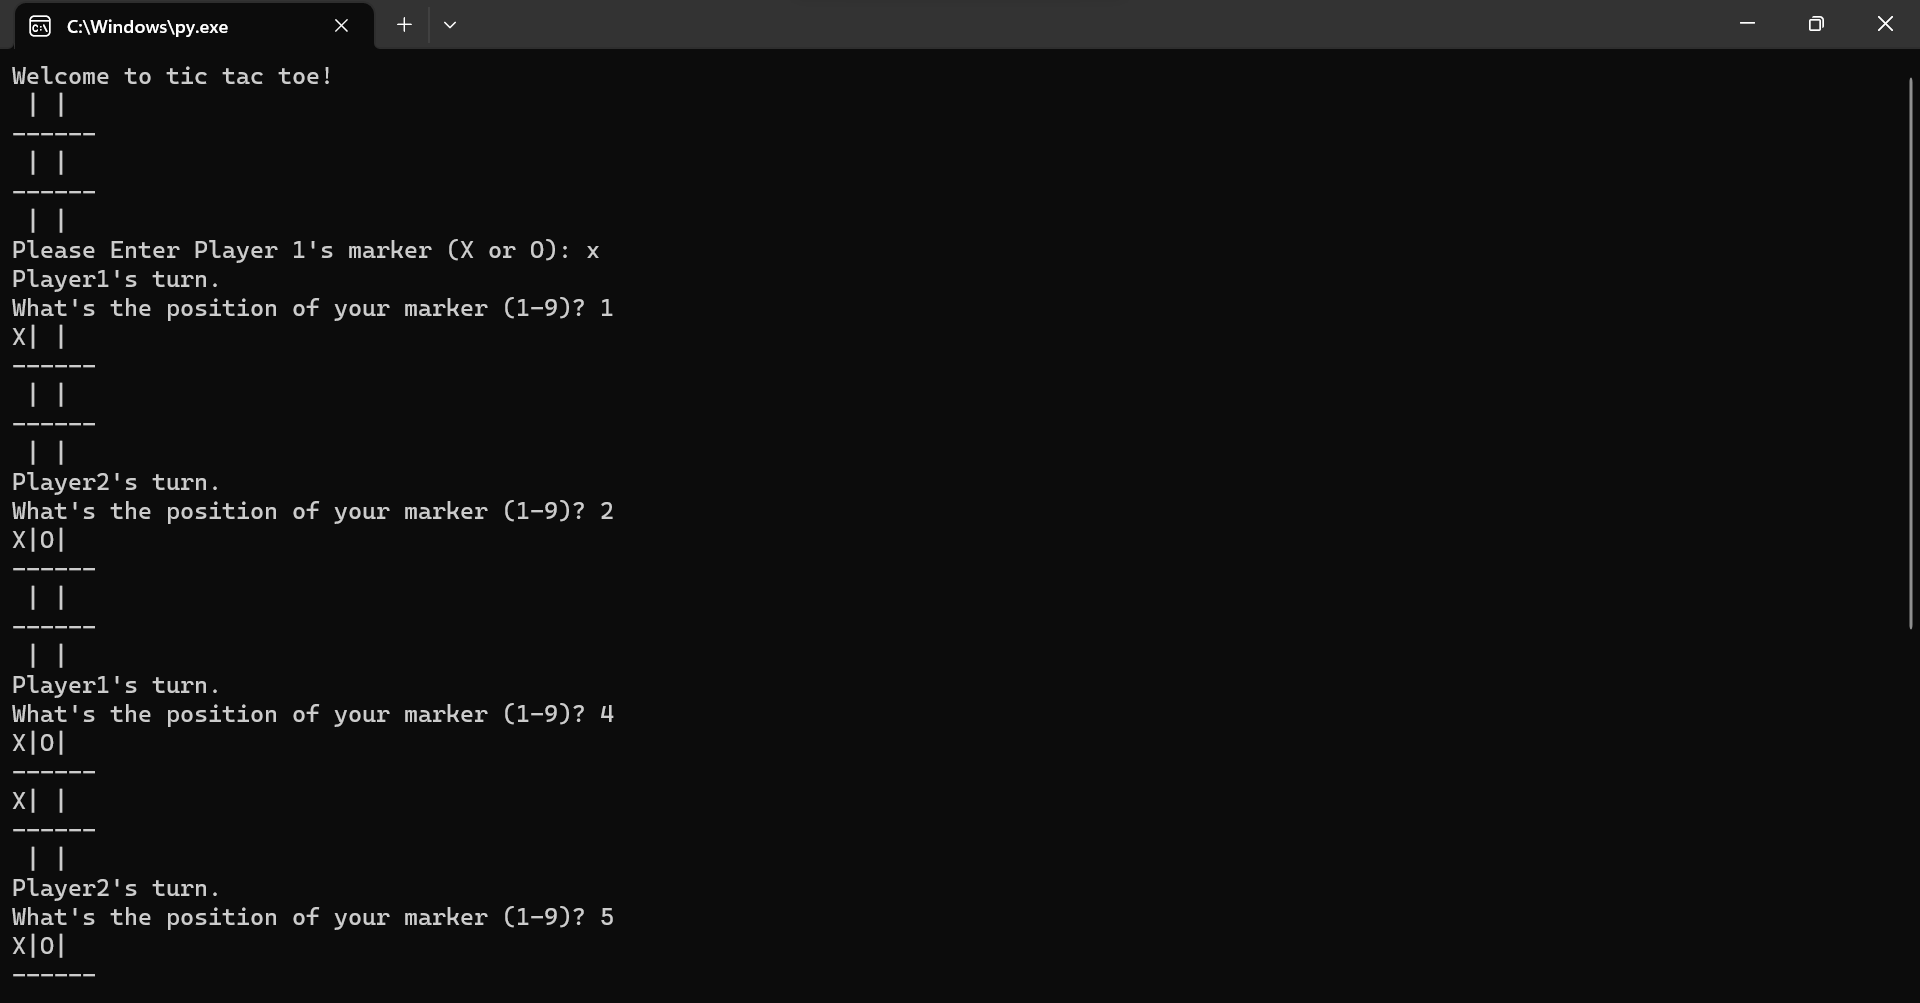 C:\Windows\py.exe
Welcome to tic tac toe!
 | |
------
 | |
------
 | |
Please Enter Player 1's marker (X or O): x
Player1's turn.
What's the position of your marker (1-9)? 1
X| |
------
 | |
------
 | |
Player2's turn.
What's the position of your marker (1-9)? 2
X|O|
------
 | |
------
 | |
Player1's turn.
What's the position of your marker (1-9)? 4
X|O|
------
X| |
------
 | |
Player2's turn.
What's the position of your marker (1-9)? 5
X|O|
------